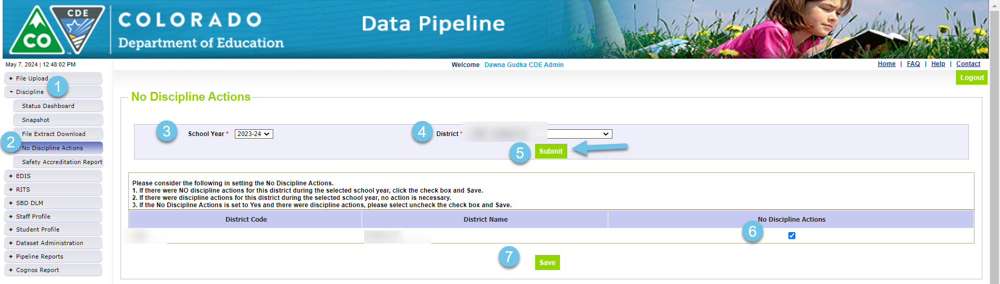 CO
TM
CDE
COLORADO
Department of Education
Data Pipeline
May 7, 2024 | 12:48:02 PM
Welcome Dawna Gudka CDE Admin
Home | FAQ | Help | Contact
Logout
+ File Upload
1
- Discipline
Status Dashboard
Snapshot
File Extract Download
2
No Discipline Actions
Safety Accreditation Report
+ EDIS
+ RITS
+ SBD DLM
+ Staff Profile
+ Student Profile
+ Dataset Administration
+ Pipeline Reports
+ Cognos Report
No Discipline Actions
3 School Year * 2023-24
4 District *
5 Submit
Please consider the following in setting the No Discipline Actions.
1. If there were NO discipline actions for this district during the selected school year, click the check box and Save.
2. If there were discipline actions for this district during the selected school year, no action is necessary.
3. If the No Discipline Actions is set to Yes and there were discipline actions, please select uncheck the check box and Save.
District Code District Name No Discipline Actions
6
7 Save